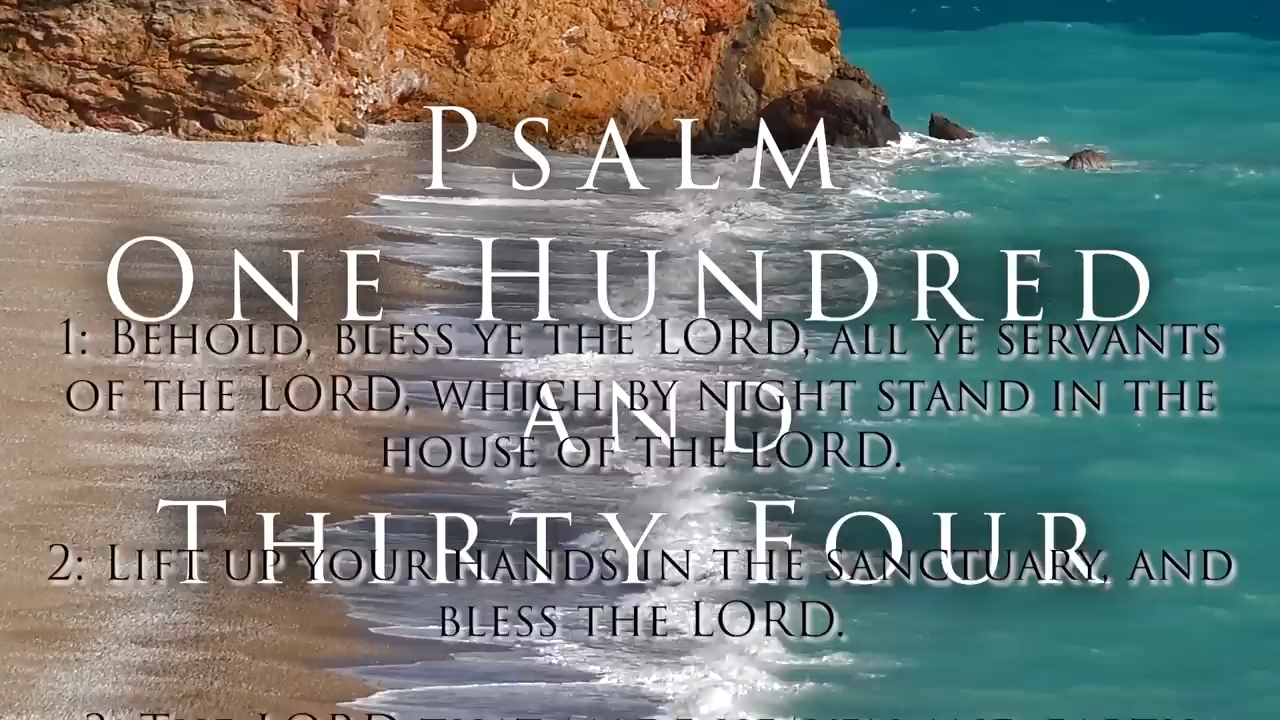 Psalm
One Hundred
and
Thirty Four
1: Behold, bless ye the LORD, all ye servants
of the LORD, which by night stand in the
house of the LORD.
2: Lift up your hands in the sanctuary, and
bless the LORD.